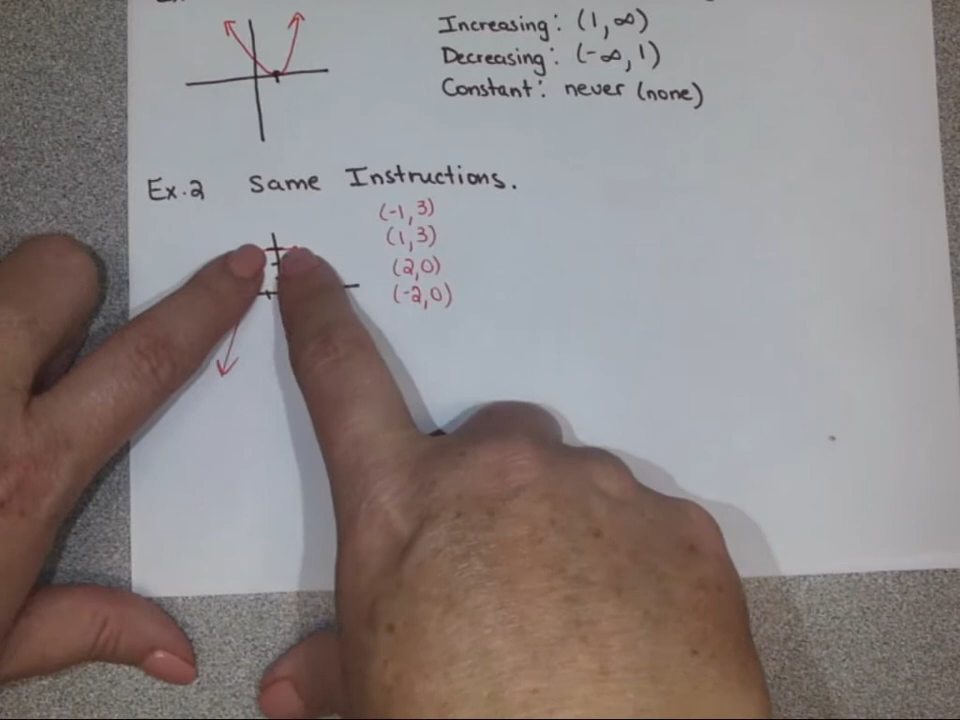 Increasing: (1, ∞)
Decreasing: (-∞, 1)
Constant: never (none)
Ex. 2 Same Instructions.
(-1, 3)
(1, 3)
(2, 0)
(-2, 0)